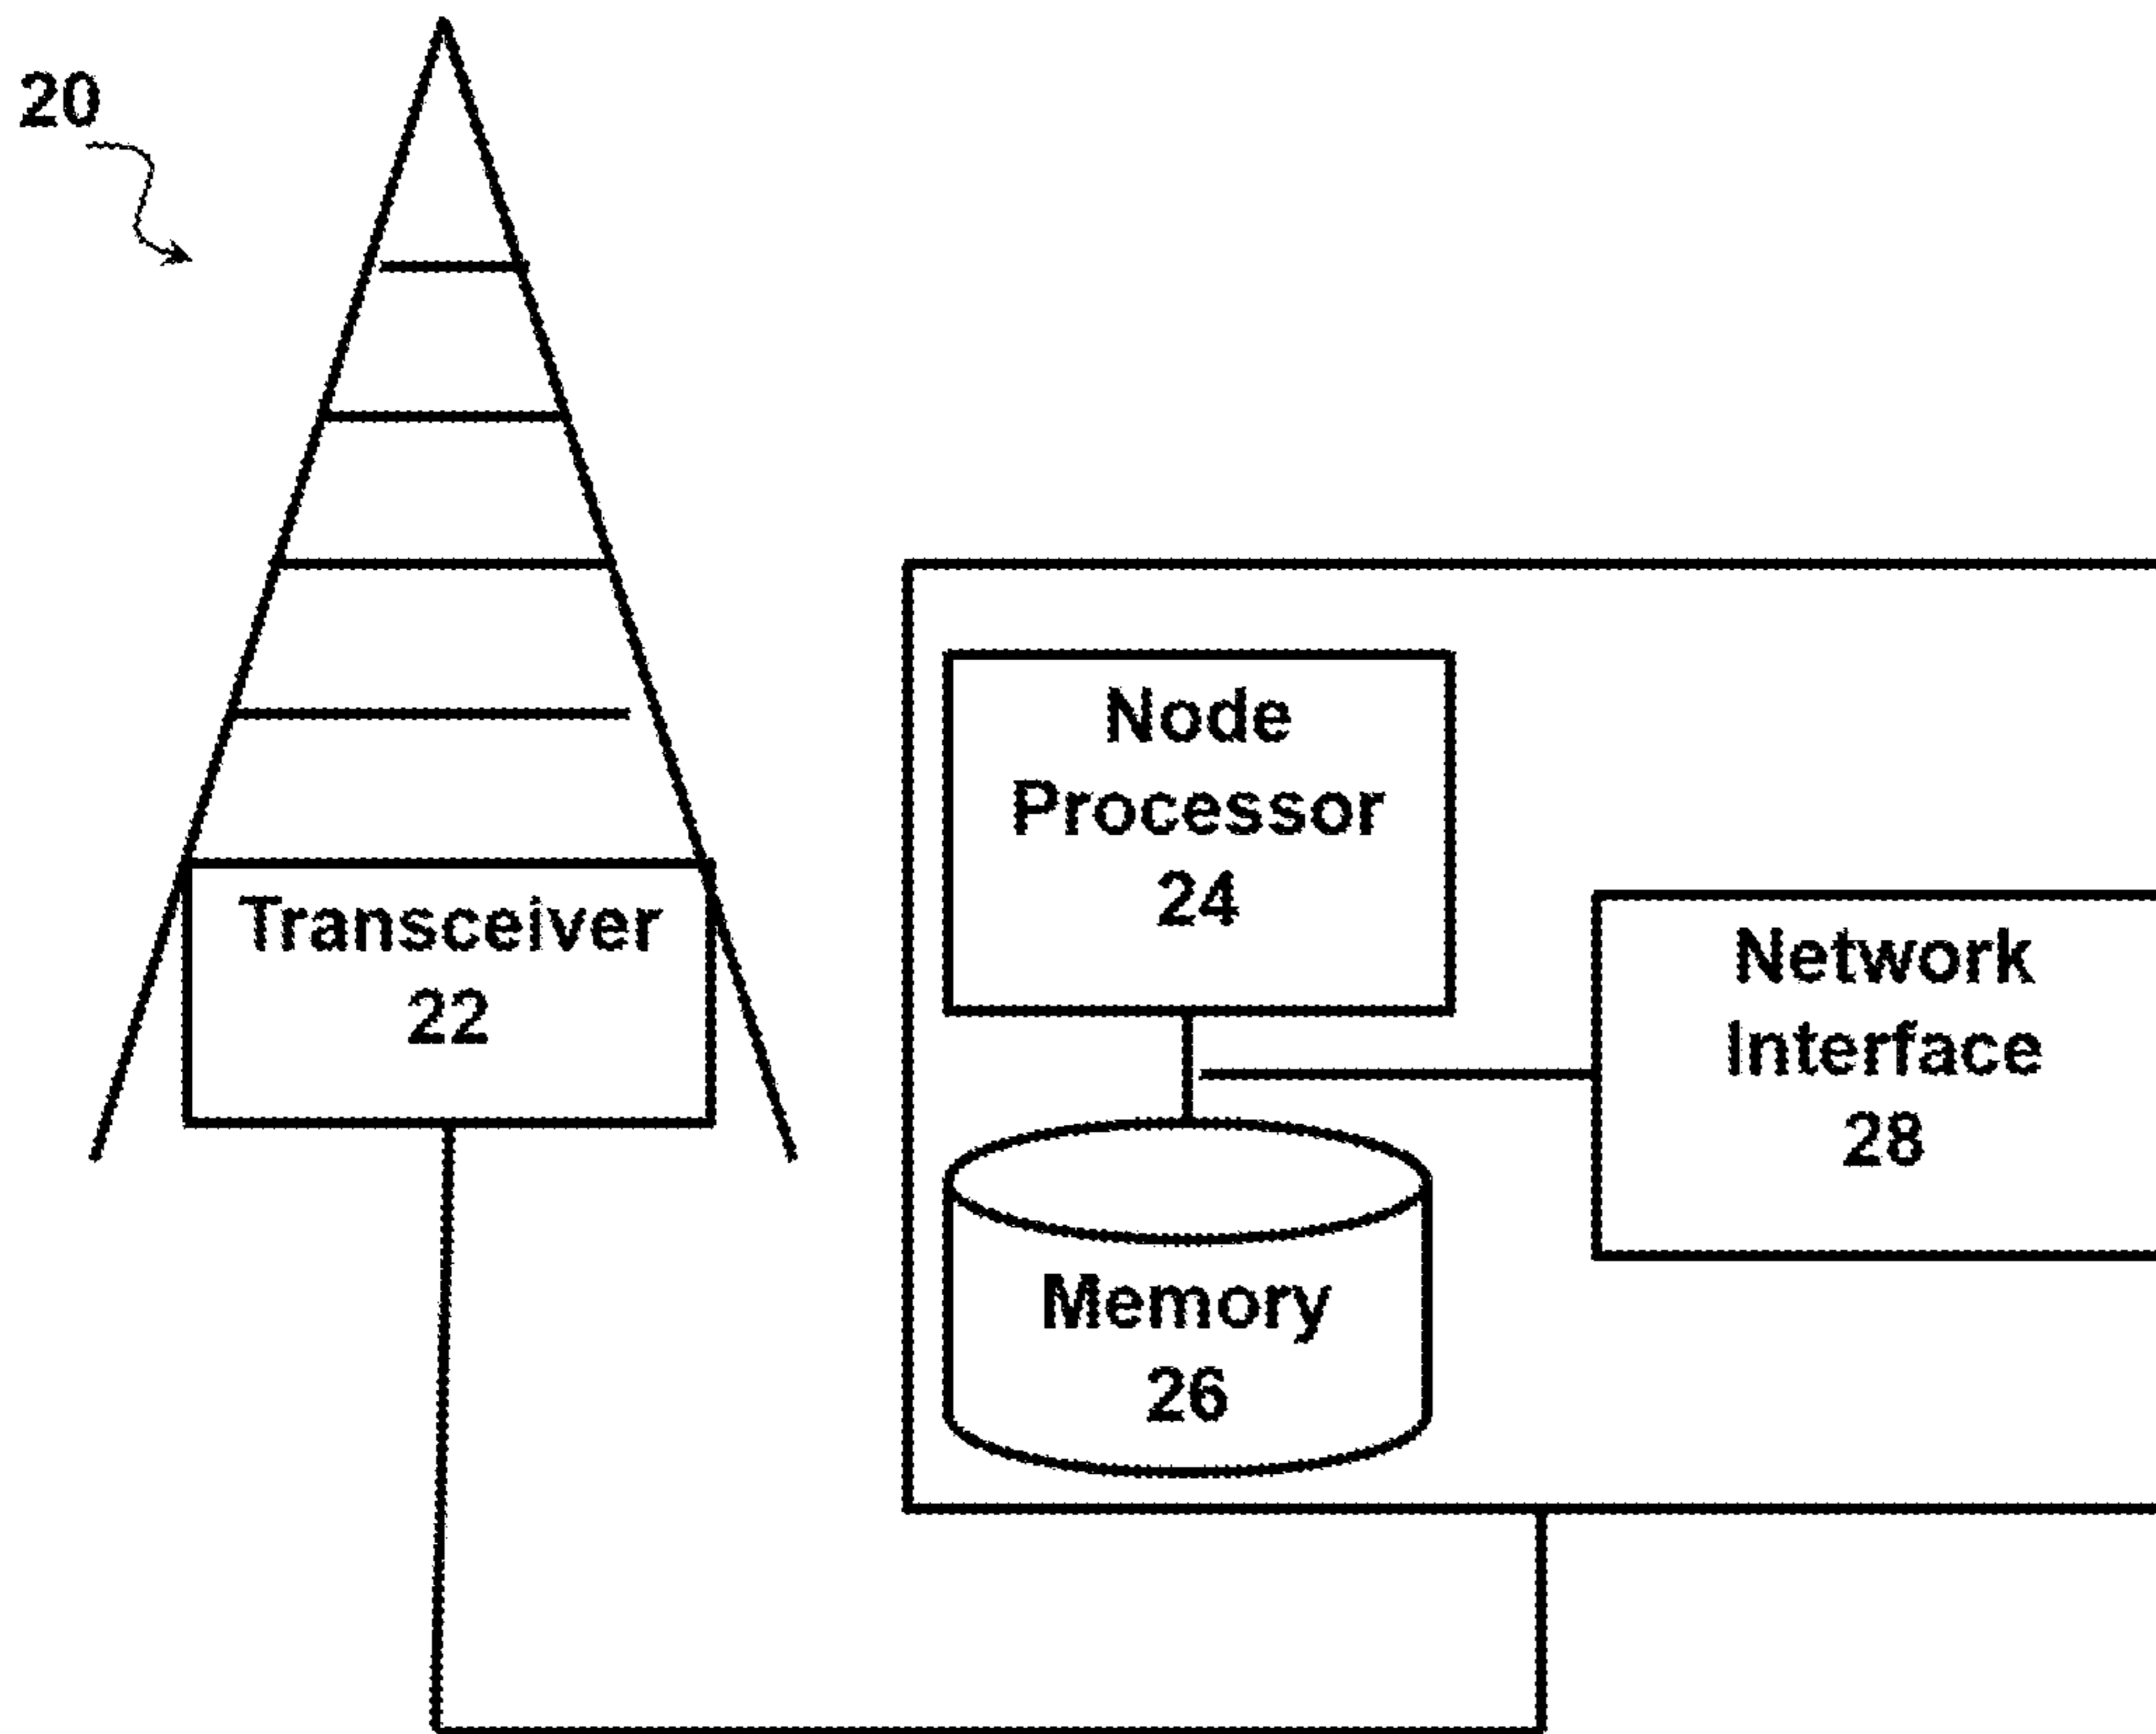 20
Transceiver
22
Node
Processor
24
Memory
26
Network
Interface
28